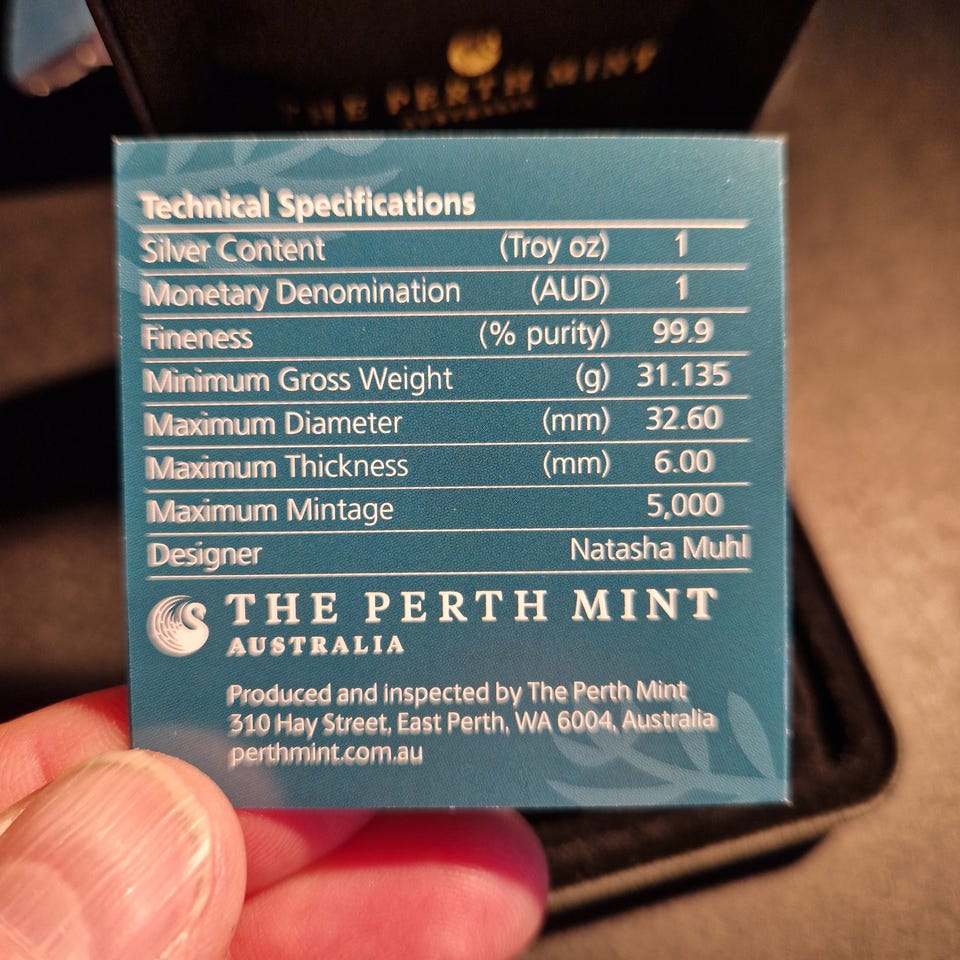 THE PERTH MINT
AUSTRALIA
Technical Specifications
Silver Content (Troy oz) 1
Monetary Denomination (AUD) 1
Fineness (% purity) 99.9
Minimum Gross Weight (g) 31.135
Maximum Diameter (mm) 32.60
Maximum Thickness (mm) 6.00
Maximum Mintage 5,000
Designer Natasha Muhl
THE PERTH MINT
AUSTRALIA
Produced and inspected by The Perth Mint
310 Hay Street, East Perth, WA 6004, Australia
perthmint.com.au